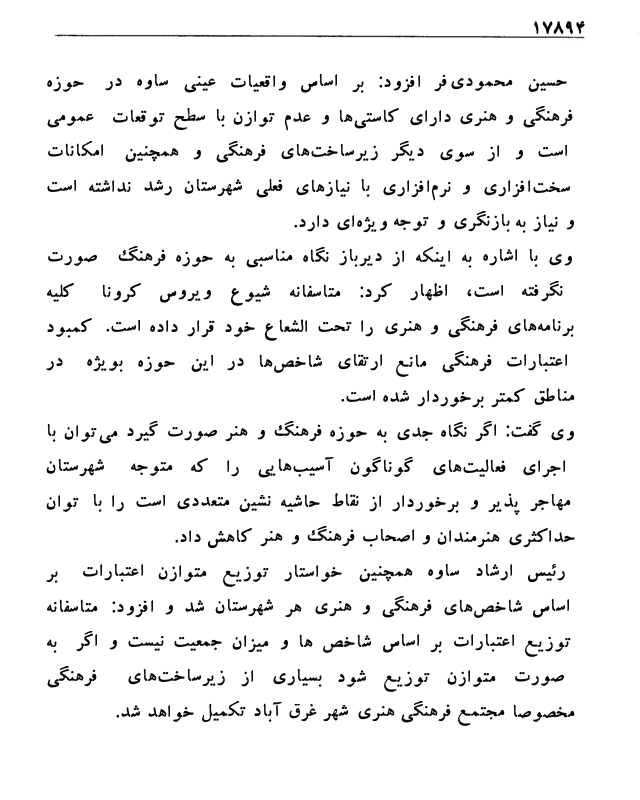 ۱۷۸۹۴
حسین محمودی‌فر افزود: بر اساس واقعیات عینی ساوه در حوزه
فرهنگی و هنری دارای کاستی‌ها و عدم توازن با سطح توقعات عمومی
است و از سوی دیگر زیرساخت‌های فرهنگی و همچنین امکانات
سخت‌افزاری و نرم‌افزاری با نیازهای فعلی شهرستان رشد نداشته است
و نیاز به بازنگری و توجه ویژه‌ای دارد.
وی با اشاره به اینکه از دیرباز نگاه مناسبی به حوزه فرهنگ صورت
نگرفته است، اظهار کرد: متاسفانه شیوع ویروس کرونا کلیه
برنامه‌های فرهنگی و هنری را تحت الشعاع خود قرار داده است. کمبود
اعتبارات فرهنگی مانع ارتقای شاخص‌ها در این حوزه بویژه در
مناطق کمتر برخوردار شده است.
وی گفت: اگر نگاه جدی به حوزه فرهنگ و هنر صورت گیرد می‌توان با
اجرای فعالیت‌های گوناگون آسیب‌هایی را که متوجه شهرستان
مهاجر پذیر و برخوردار از نقاط حاشیه نشین متعددی است را با توان
حداکثری هنرمندان و اصحاب فرهنگ و هنر کاهش داد.
رئیس ارشاد ساوه همچنین خواستار توزیع متوازن اعتبارات بر
اساس شاخص‌های فرهنگی و هنری هر شهرستان شد و افزود: متاسفانه
توزیع اعتبارات بر اساس شاخص ها و میزان جمعیت نیست و اگر به
صورت متوازن توزیع شود بسیاری از زیرساخت‌های فرهنگی
مخصوصا مجتمع فرهنگی هنری شهر غرق آباد تکمیل خواهد شد.